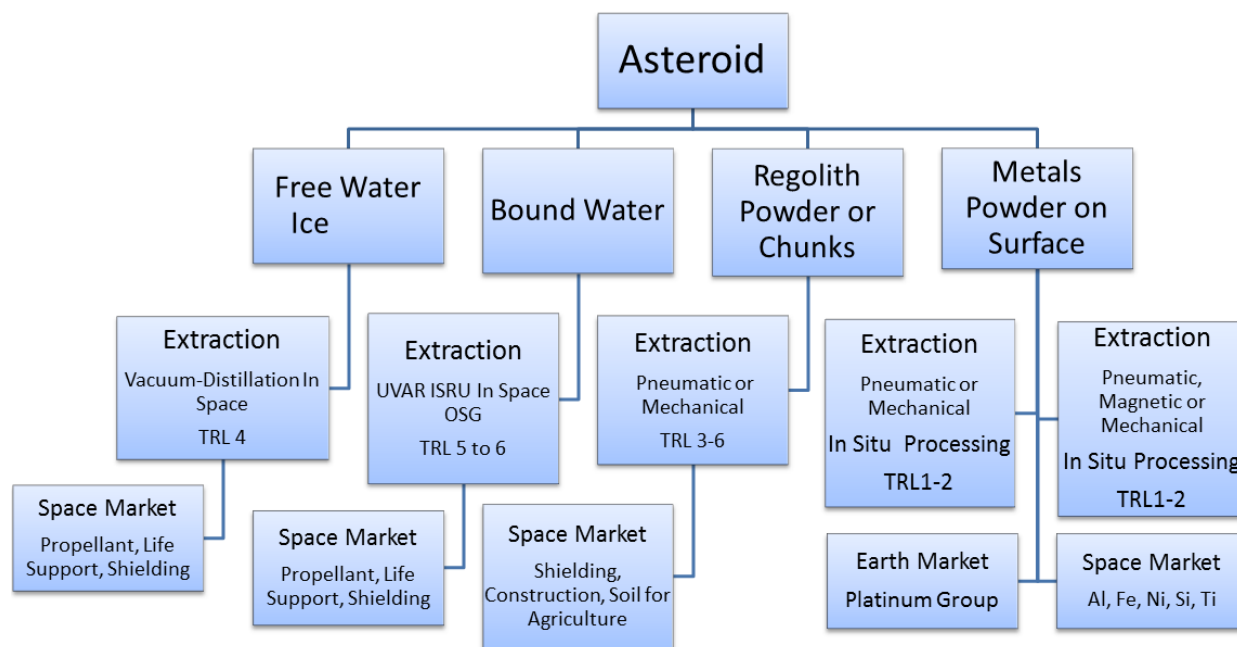 Asteroid
Free Water
Ice
Bound Water
Regolith
Powder or
Chunks
Metals
Powder on
Surface
Extraction
Vacuum-Distillation In
Space
TRL 4
Extraction
UVAR ISRU In Space
OSG
TRL 5 to 6
Extraction
Pneumatic or
Mechanical
TRL 3-6
Extraction
Pneumatic or
Mechanical
In Situ Processing
TRL1-2
Extraction
Pneumatic,
Magnetic or
Mechanical
In Situ Processing
TRL1-2
Space Market
Propellant, Life
Support, Shielding
Space Market
Propellant, Life
Support, Shielding
Space Market
Shielding,
Construction, Soil for
Agriculture
Earth Market
Platinum Group
Space Market
Al, Fe, Ni, Si, Ti